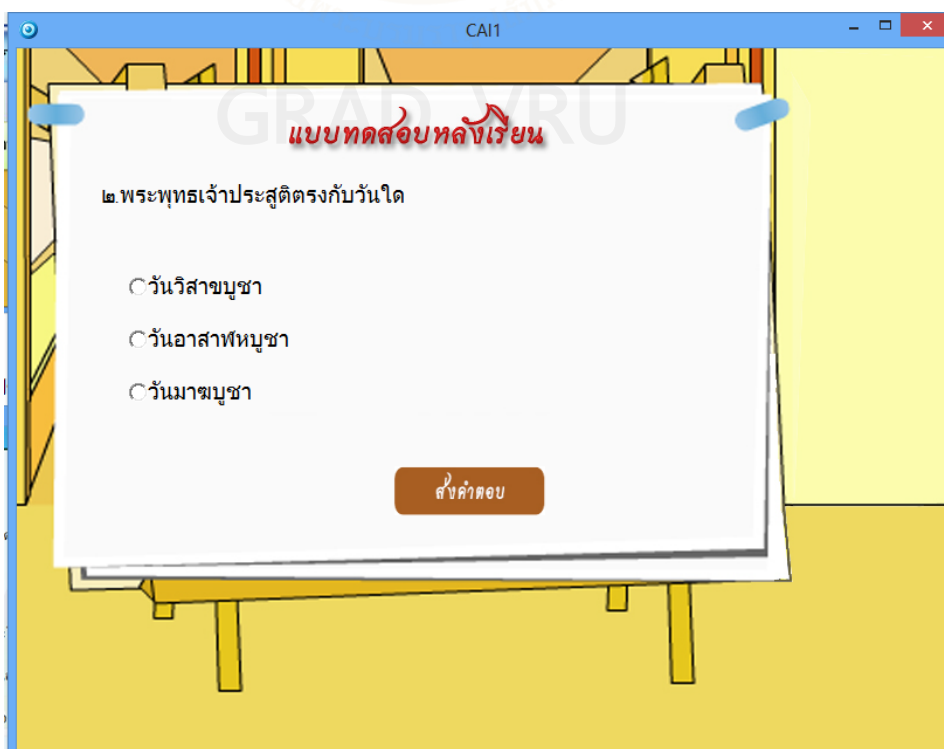 CAI1
GRAD VRU
แบบทดสอบหลังเรียน
๒.พระพุทธเจ้าประสูติตรงกับวันใด
วันวิสาขบูชา
วันอาสาฬหบูชา
วันมาฆบูชา
ส่งคำตอบ